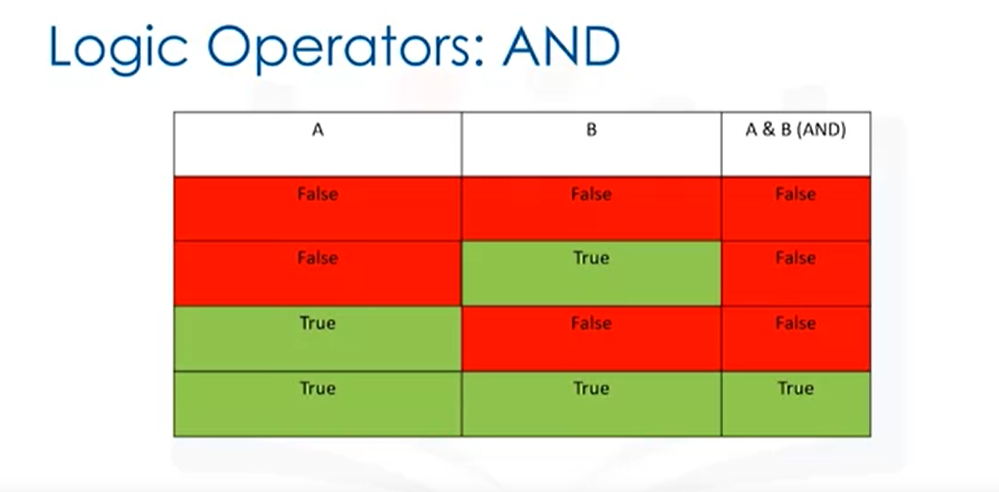 Logic Operators: AND
A B A & B (AND)
False False False
False True False
True False False
True True True